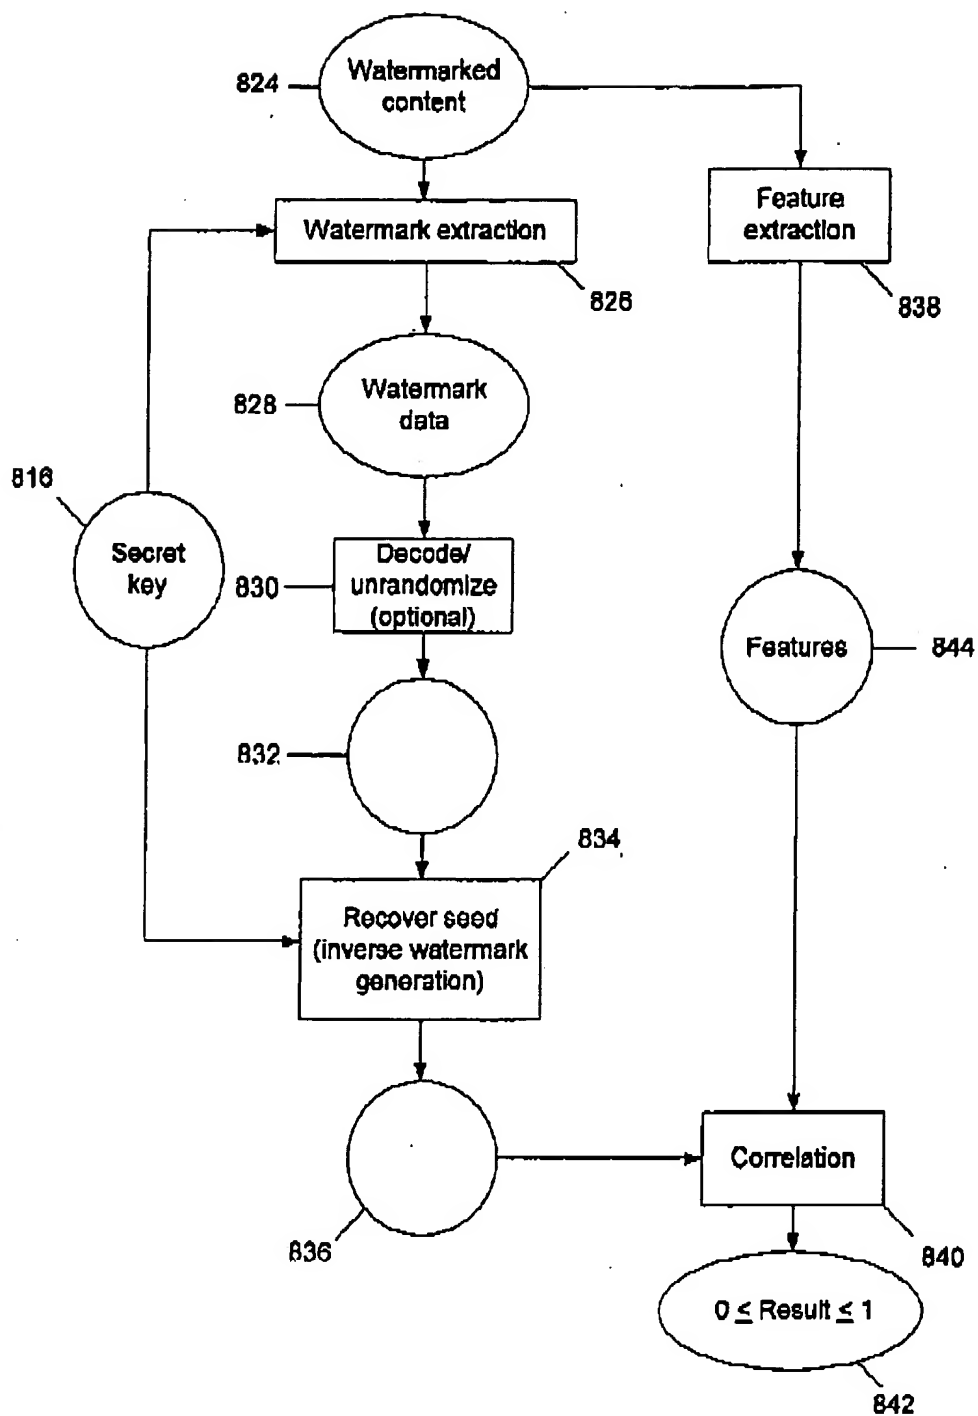 824
Watermarked
content
Watermark extraction
826
Feature
extraction
838
828
Watermark
data
816
Secret
key
830
Decode/
unrandomize
(optional)
Features
844
832
834
Recover seed
(inverse watermark
generation)
836
Correlation
840
0 ≤ Result ≤ 1
842